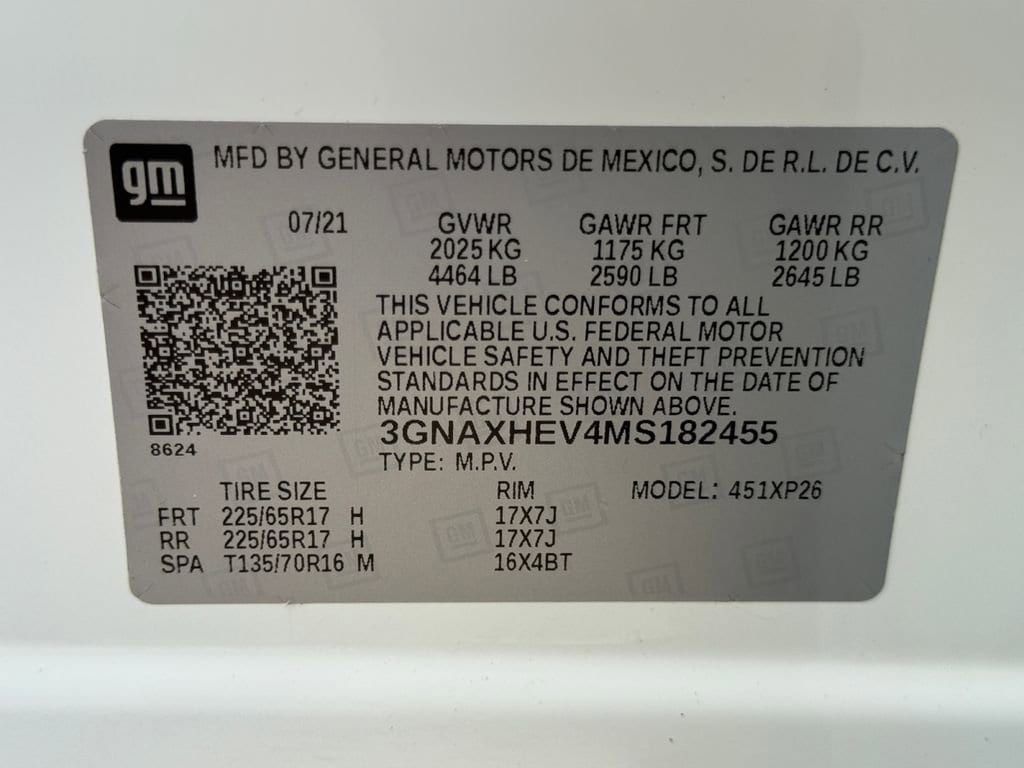 gm
MFD BY GENERAL MOTORS DE MEXICO, S. DE R.L. DE C.V.
07/21 GVWR GAWR FRT GAWR RR
2025 KG 1175 KG 1200 KG
4464 LB 2590 LB 2645 LB
THIS VEHICLE CONFORMS TO ALL
APPLICABLE U.S. FEDERAL MOTOR
VEHICLE SAFETY AND THEFT PREVENTION
STANDARDS IN EFFECT ON THE DATE OF
MANUFACTURE SHOWN ABOVE.
3GNAXHEV4MS182455
8624
TYPE: M.P.V.
TIRE SIZE RIM MODEL: 451XP26
FRT 225/65R17 H 17X7J
RR 225/65R17 H 17X7J
SPA T135/70R16 M 16X4BT